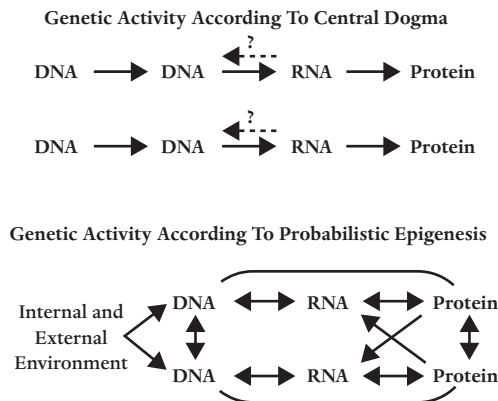 Genetic Activity According To Central Dogma
?
DNA DNA RNA Protein
?
DNA DNA RNA Protein
Genetic Activity According To Probabilistic Epigenesis
DNA RNA Protein
Internal and
External
Environment
DNA RNA Protein